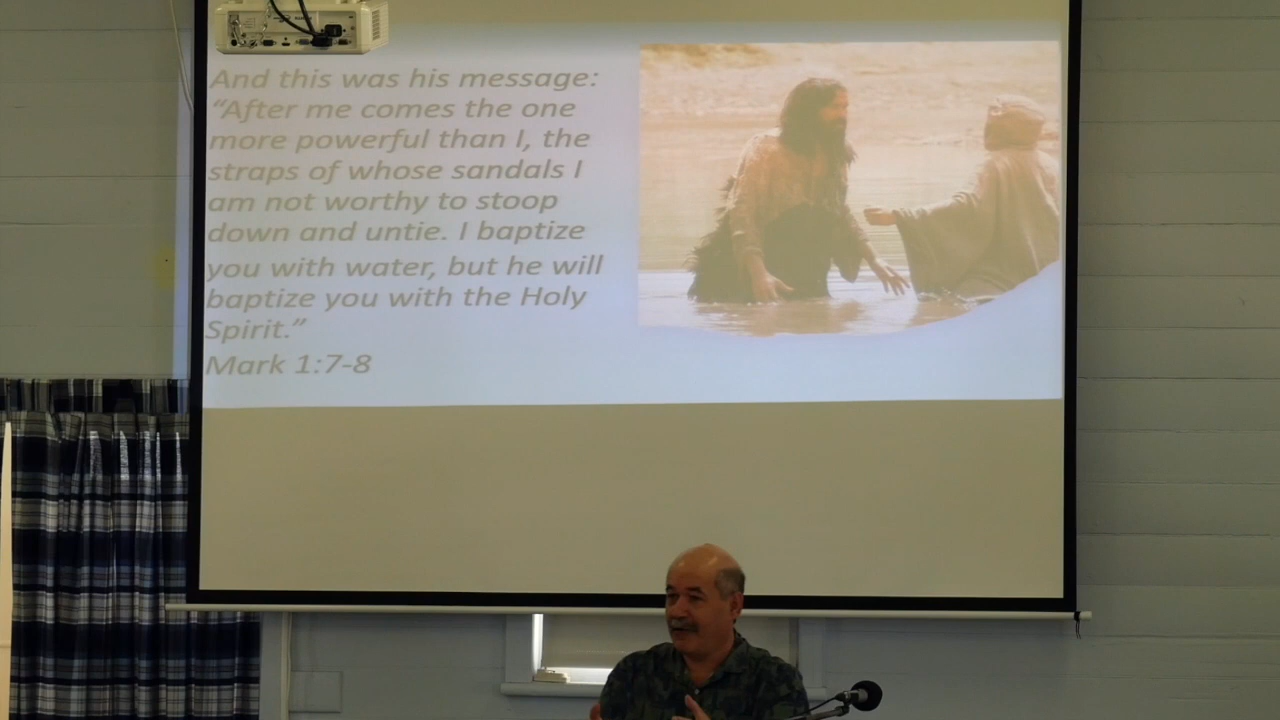 And this was his message:
“After me comes the one
more powerful than I, the
straps of whose sandals I
am not worthy to stoop
down and untie. I baptize
you with water, but he will
baptize you with the Holy
Spirit.”
Mark 1:7-8